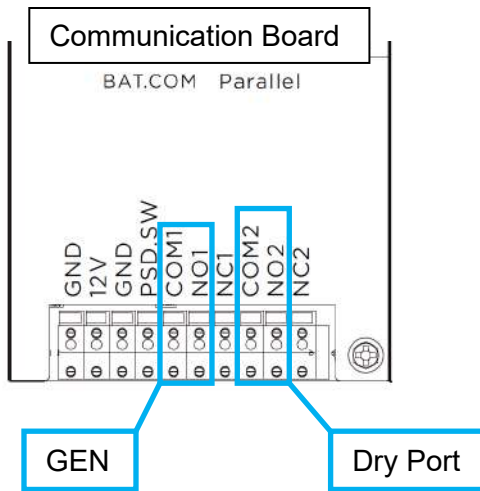 Communication Board
BAT.COM Parallel
GND
12V
GND
PSD.SW
COM1
NO1
NC1
COM2
NO2
NC2
GEN
Dry Port